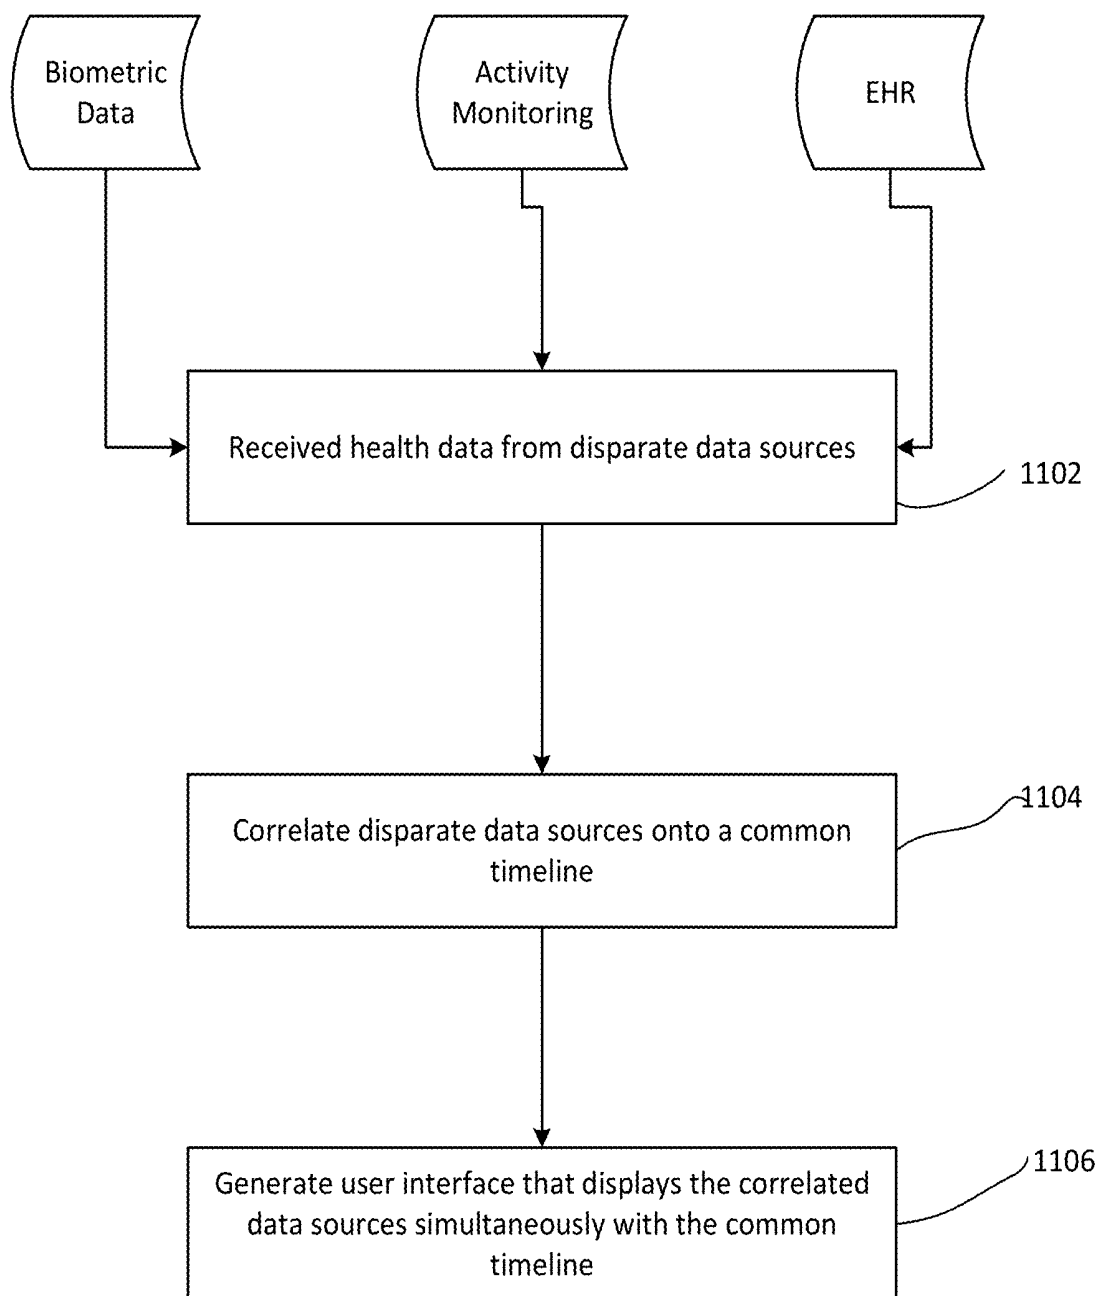 Biometric
Data
Activity
Monitoring
EHR
Received health data from disparate data sources
1102
Correlate disparate data sources onto a common
timeline
1104
Generate user interface that displays the correlated
data sources simultaneously with the common
timeline
1106